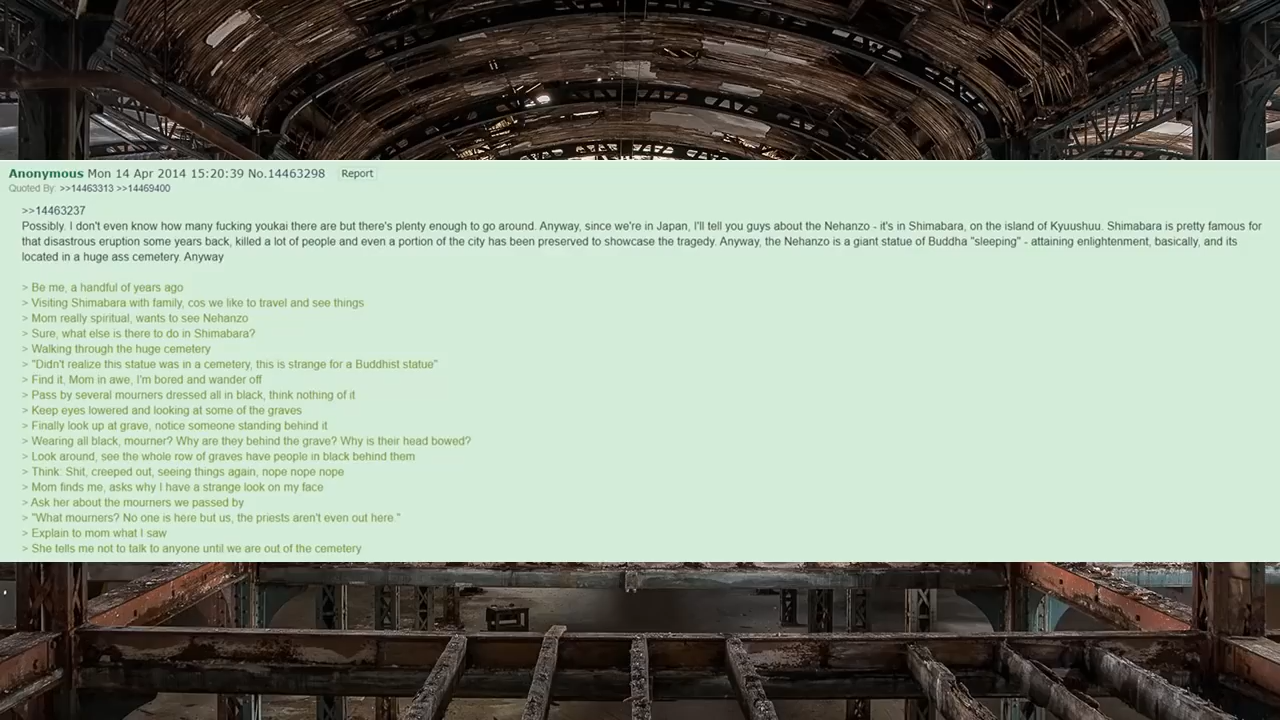 Anonymous Mon 14 Apr 2014 15:20:39 No.14463298 Report
Quoted By: >>14463313 >>14469400
>>14463237
Possibly. I don't even know how many fucking youkai there are but there's plenty enough to go around. Anyway, since we're in Japan, I'll tell you guys about the Nehanzo - it's in Shimabara, on the island of Kyuushuu. Shimabara is pretty famous for
that disastrous eruption some years back, killed a lot of people and even a portion of the city has been preserved to showcase the tragedy. Anyway, the Nehanzo is a giant statue of Buddha "sleeping" - attaining enlightenment, basically, and its
located in a huge ass cemetery. Anyway
> Be me, a handful of years ago
> Visiting Shimabara with family, cos we like to travel and see things
> Mom really spiritual, wants to see Nehanzo
> Sure, what else is there to do in Shimabara?
> Walking through the huge cemetery
> "Didn't realize this statue was in a cemetery, this is strange for a Buddhist statue"
> Find it, Mom in awe, I'm bored and wander off
> Pass by several mourners dressed all in black, think nothing of it
> Keep eyes lowered and looking at some of the graves
> Finally look up at grave, notice someone standing behind it
> Wearing all black, mourner? Why are they behind the grave? Why is their head bowed?
> Look around, see the whole row of graves have people in black behind them
> Think: Shit, creeped out, seeing things again, nope nope nope
> Mom finds me, asks why I have a strange look on my face
> Ask her about the mourners we passed by
> "What mourners? No one is here but us, the priests aren't even out here."
> Explain to mom what I saw
> She tells me not to talk to anyone until we are out of the cemetery